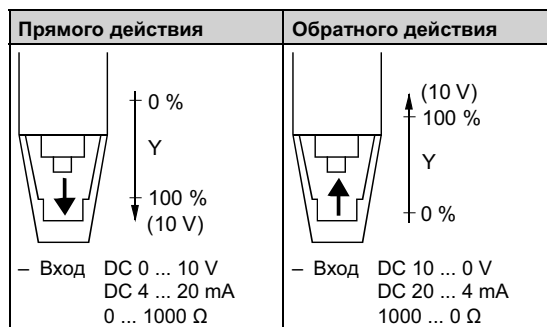 Прямого действия
0 %
Y
100 %
(10 V)
– Вход DC 0 ... 10 V
DC 4 ... 20 mA
0 ... 1000 Ω
Обратного действия
(10 V)
100 %
Y
0 %
– Вход DC 10 ... 0 V
DC 20 ... 4 mA
1000 ... 0 Ω